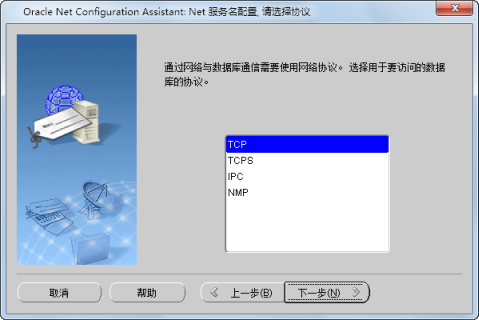 Oracle Net Configuration Assistant: Net 服务名配置, 请选择协议
通过网络与数据库通信需要使用网络协议。 选择用于要访问的数据
库的协议。
TCP
TCPS
IPC
NMP
取消 帮助 上一步(B) 下一步(N)